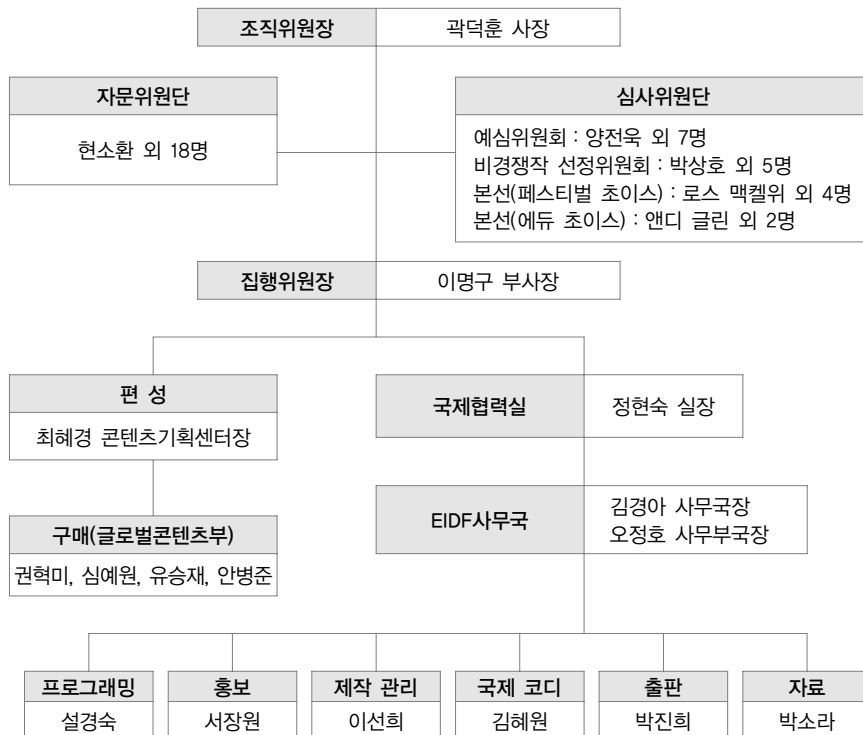 조직위원장
곽덕훈 사장
자문위원단
현소환 외 18명
심사위원단
예심위원회 : 양전욱 외 7명
비경쟁작 선정위원회 : 박상호 외 5명
본선(페스티벌 초이스) : 로스 맥켈위 외 4명
본선(에듀 초이스) : 앤디 글린 외 2명
집행위원장
이명구 부사장
편 성
최혜경 콘텐츠기획센터장
구매(글로벌콘텐츠부)
권혁미, 심예원, 유승재, 안병준
국제협력실
정현숙 실장
EIDF사무국
김경아 사무국장
오정호 사무부국장
프로그래밍
설경숙
홍보
서장원
제작 관리
이선희
국제 코디
김혜원
출판
박진희
자료
박소라